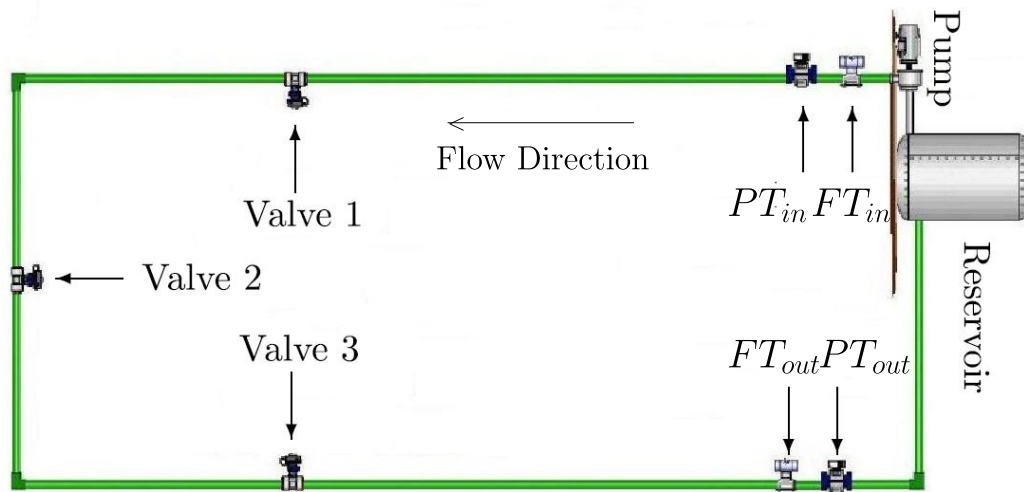 Pump
Flow Direction
PT_in FT_in
Valve 1
Reservoir
Valve 2
Valve 3
FT_out PT_out